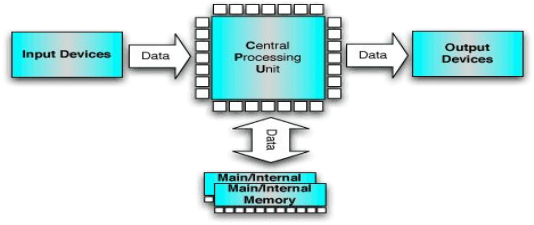 Input Devices
Data
Central
Processing
Unit
Data
Output
Devices
Data
Main/Internal
Main/Internal
Memory